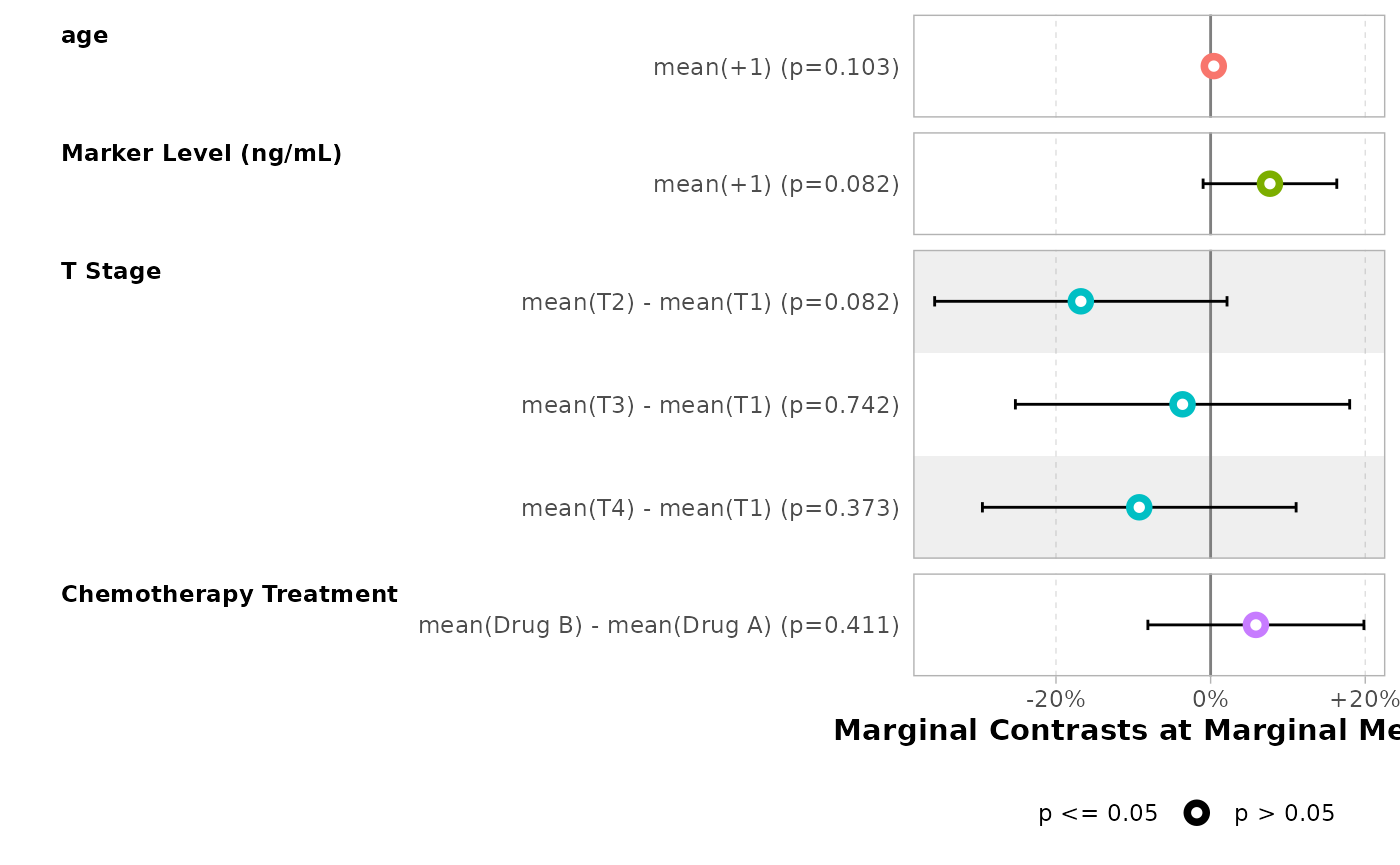 age
mean(+1) (p=0.103)
Marker Level (ng/mL)
mean(+1) (p=0.082)
T Stage
mean(T2) - mean(T1) (p=0.082)
mean(T3) - mean(T1) (p=0.742)
mean(T4) - mean(T1) (p=0.373)
Chemotherapy Treatment
mean(Drug B) - mean(Drug A) (p=0.411)
-20% 0% +20%
Marginal Contrasts at Marginal Me
p <= 0.05 p > 0.05